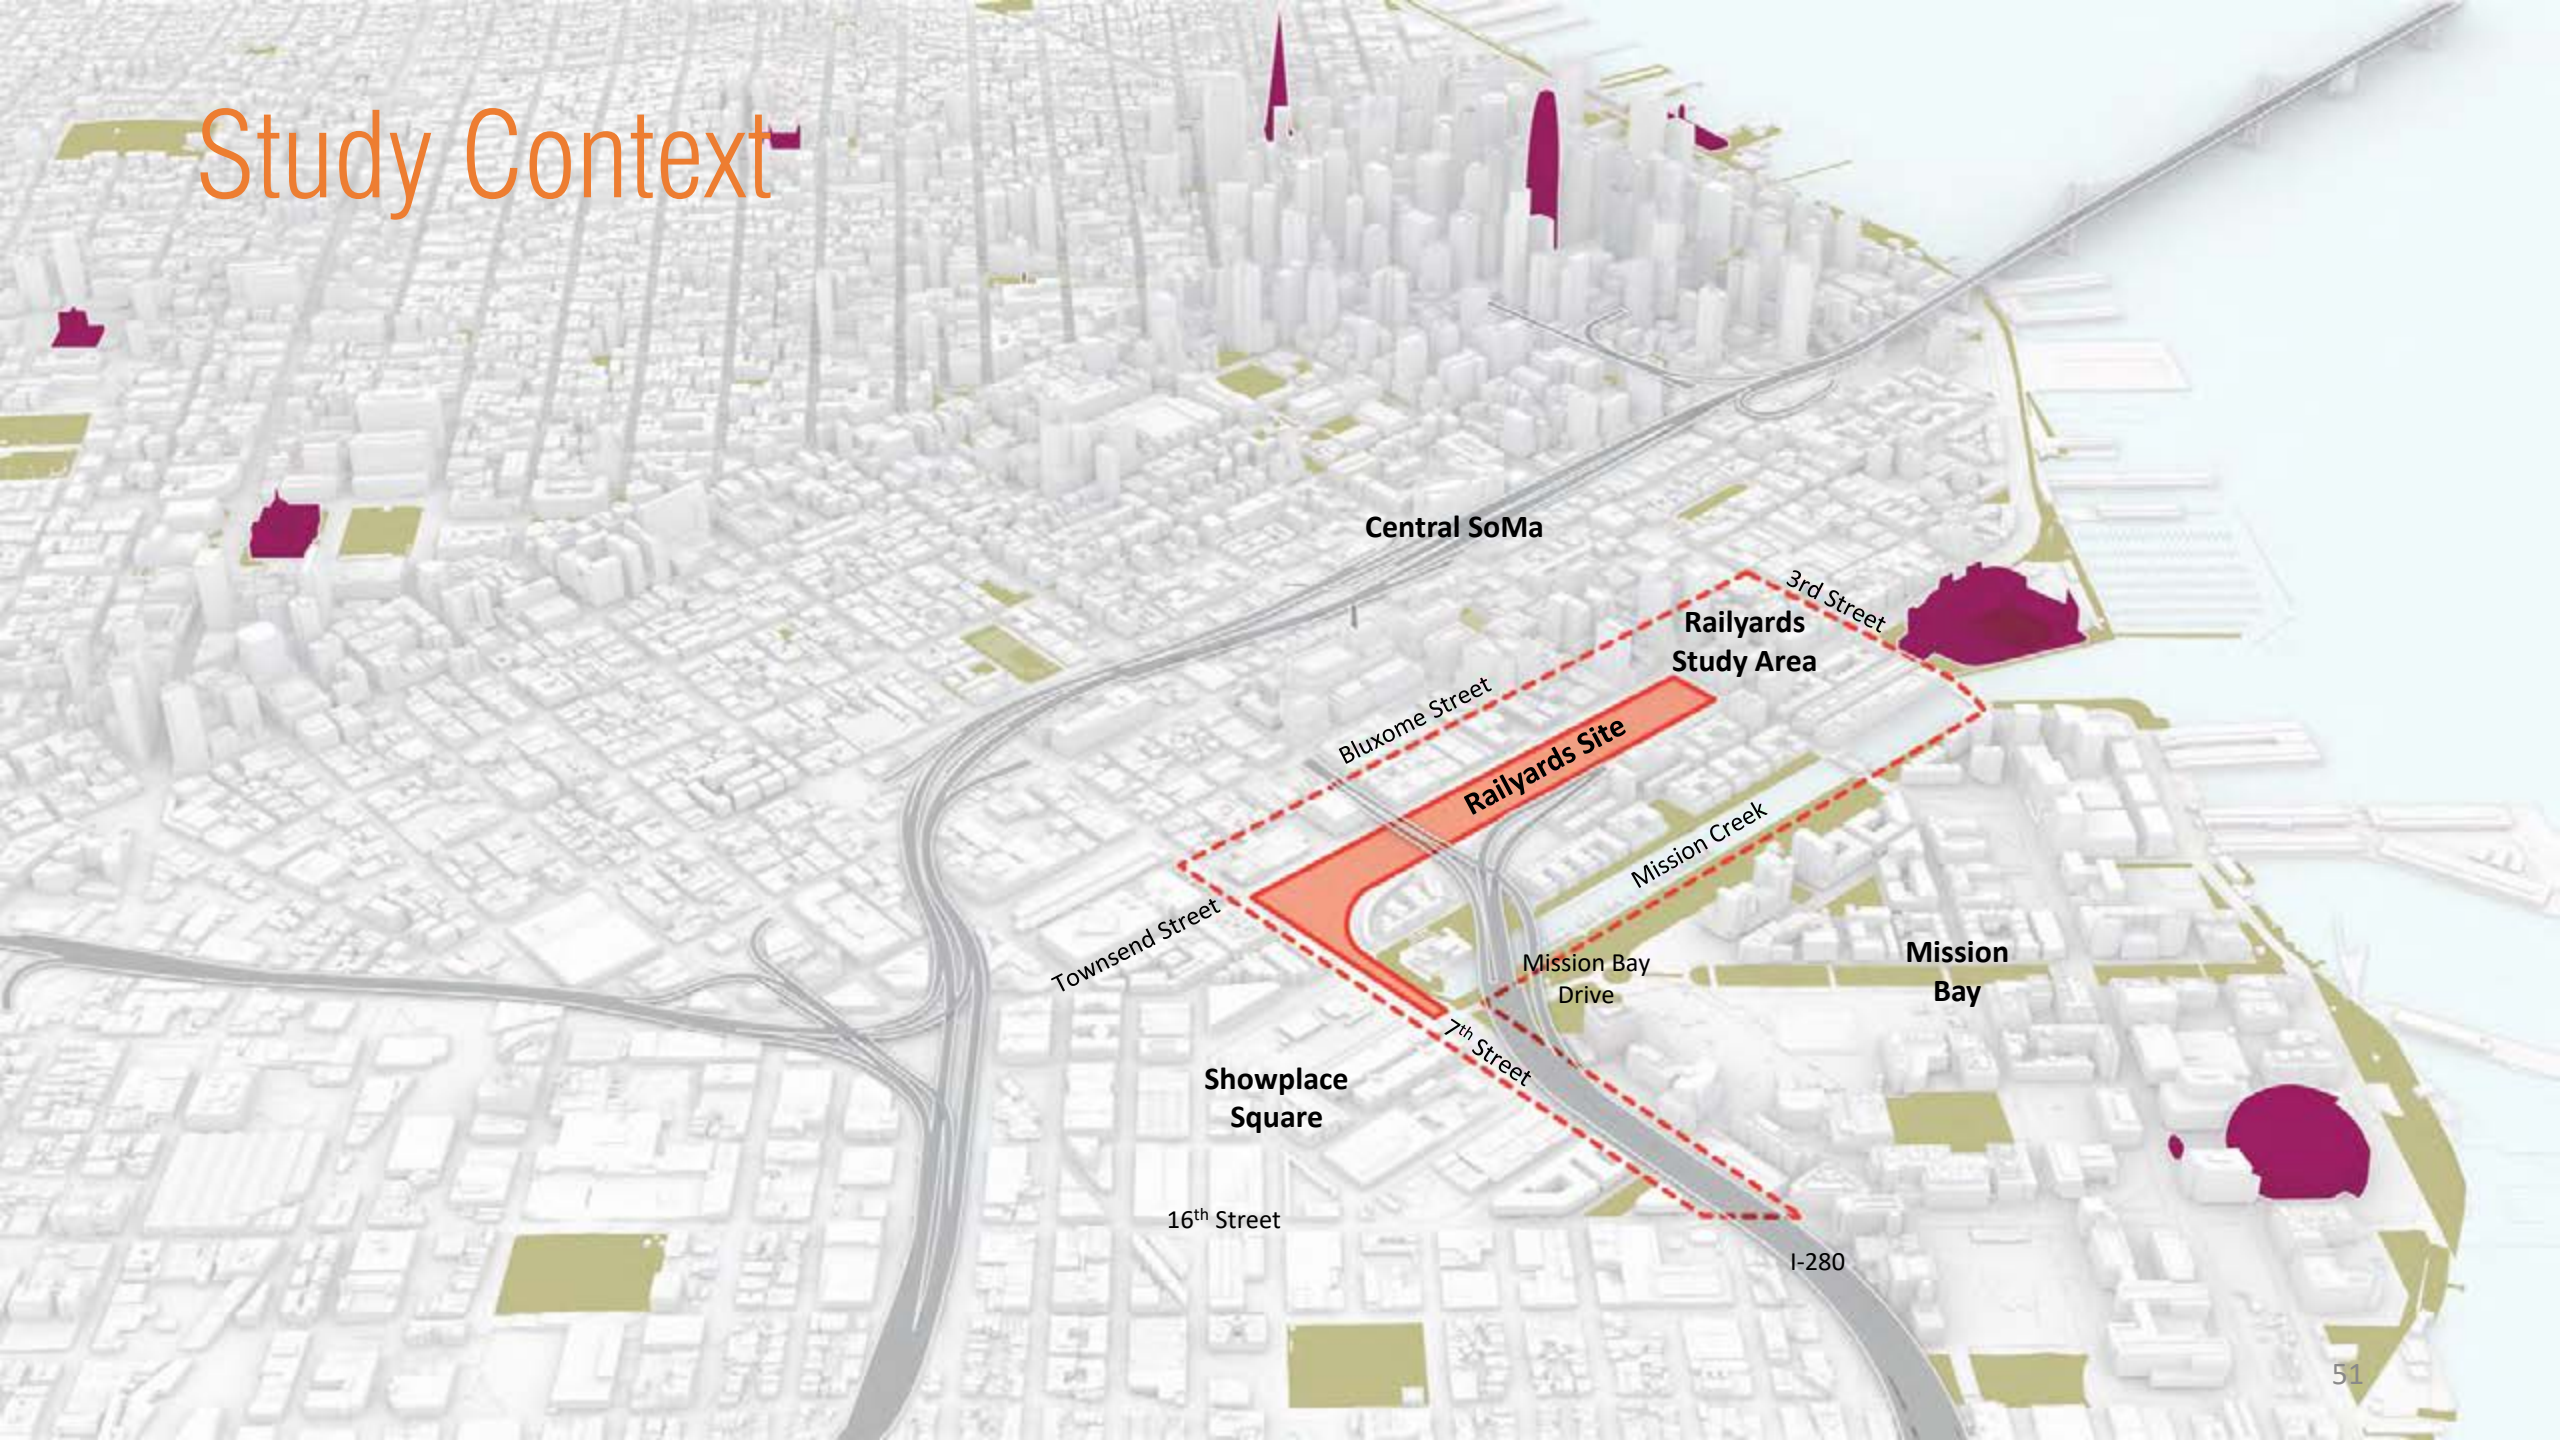 Study Context
Central SoMa
3rd Street
Railyards
Study Area
Bluxome Street
Railyards Site
Mission Creek
Townsend Street
Mission Bay
Drive
Mission
Bay
7th Street
Showplace
Square
16th Street
I-280
51